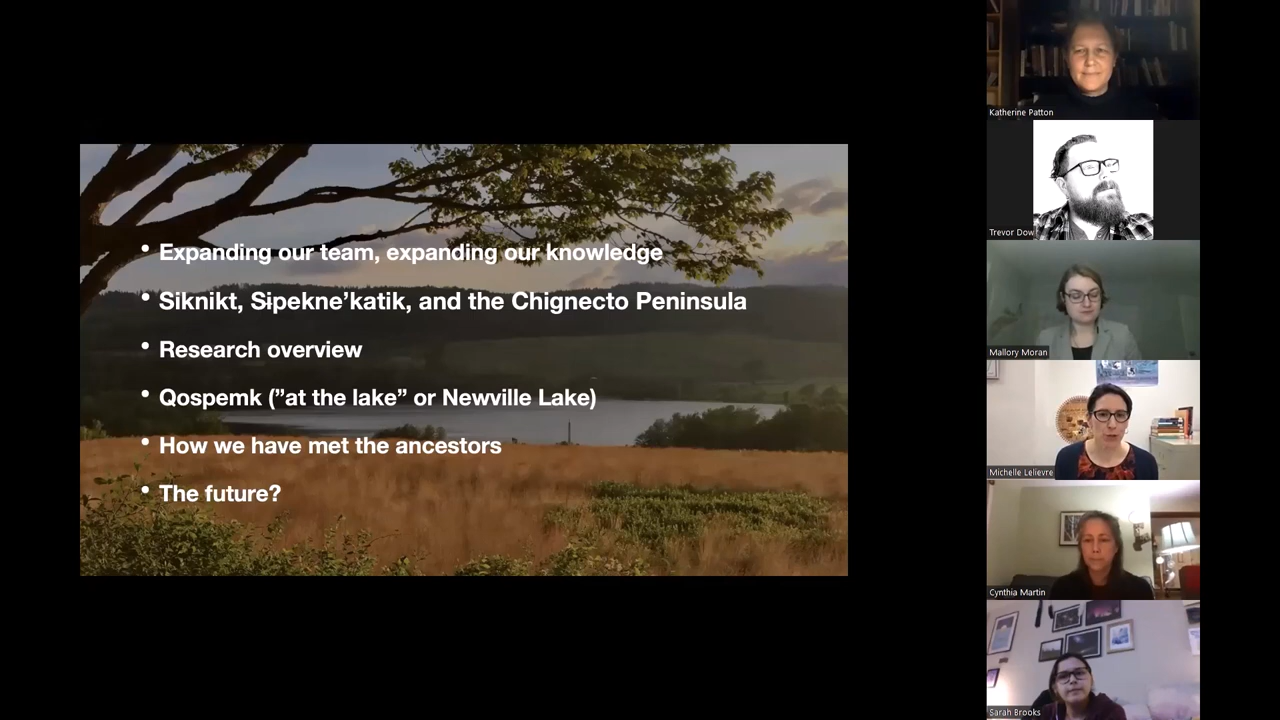 • Expanding our team, expanding our knowledge
• Siknikt, Sɨpekne’katik, and the Chignecto Peninsula
• Research overview
• Qospemk (”at the lake” or Newville Lake)
• How we have met the ancestors
• The future?
Katherine Patton
Trevor Dow
Mallory Moran
Michelle Lelièvre
Cynthia Martin
Sarah Brooks